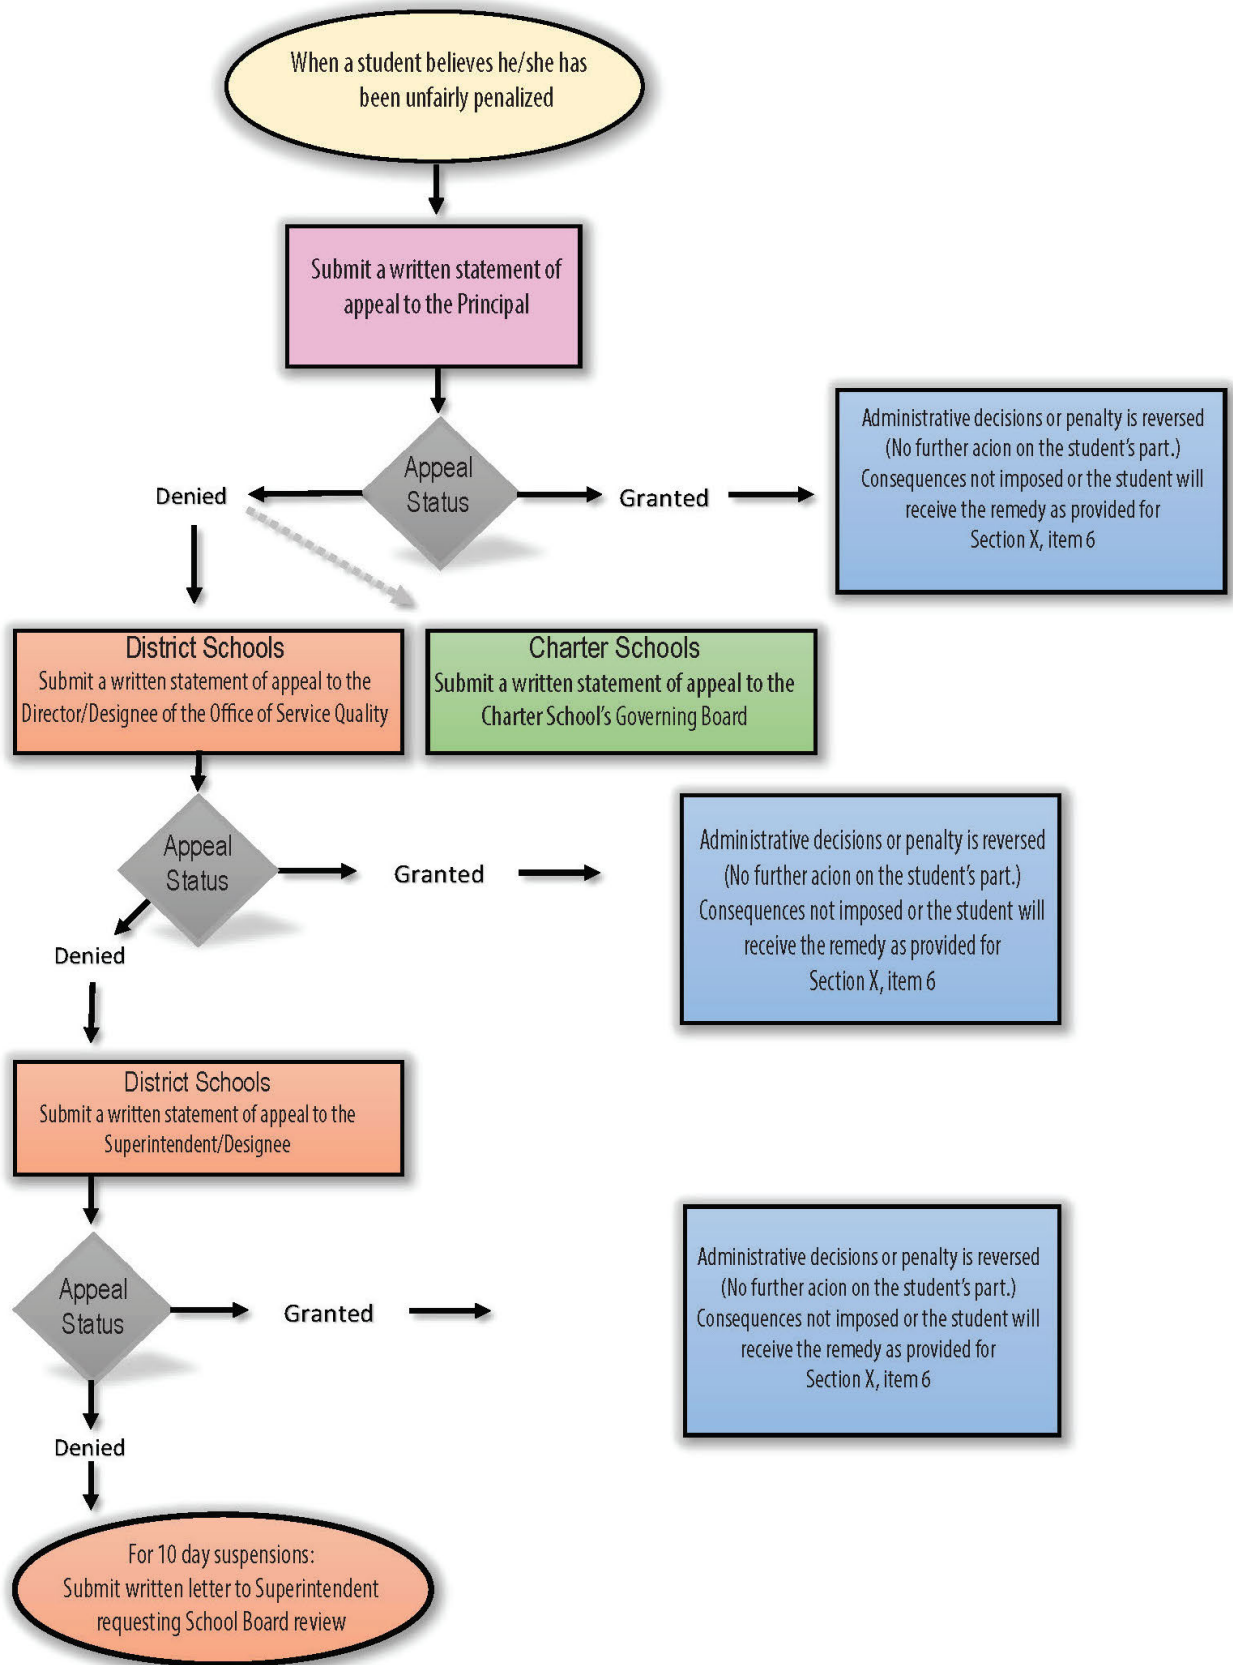 When a student believes he/she has
been unfairly penalized
Submit a written statement of
appeal to the Principal
Appeal
Status
Denied
Granted
Administrative decisions or penalty is reversed
(No further acion on the student's part.)
Consequences not imposed or the student will
receive the remedy as provided for
Section X, item 6
District Schools
Submit a written statement of appeal to the
Director/Designee of the Office of Service Quality
Charter Schools
Submit a written statement of appeal to the
Charter School's Governing Board
Appeal
Status
Granted
Denied
Administrative decisions or penalty is reversed
(No further acion on the student's part.)
Consequences not imposed or the student will
receive the remedy as provided for
Section X, item 6
District Schools
Submit a written statement of appeal to the
Superintendent/Designee
Appeal
Status
Granted
Administrative decisions or penalty is reversed
(No further acion on the student's part.)
Consequences not imposed or the student will
receive the remedy as provided for
Section X, item 6
Denied
For 10 day suspensions:
Submit written letter to Superintendent
requesting School Board review